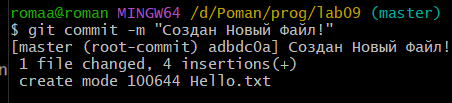 romaa@roman MINGW64 /d/Poman/prog/lab09 (master)
$ git commit -m "Создан Новый Файл!"
[master (root-commit) adbdc0a] Создан Новый Файл!
 1 file changed, 4 insertions(+)
 create mode 100644 Hello.txt